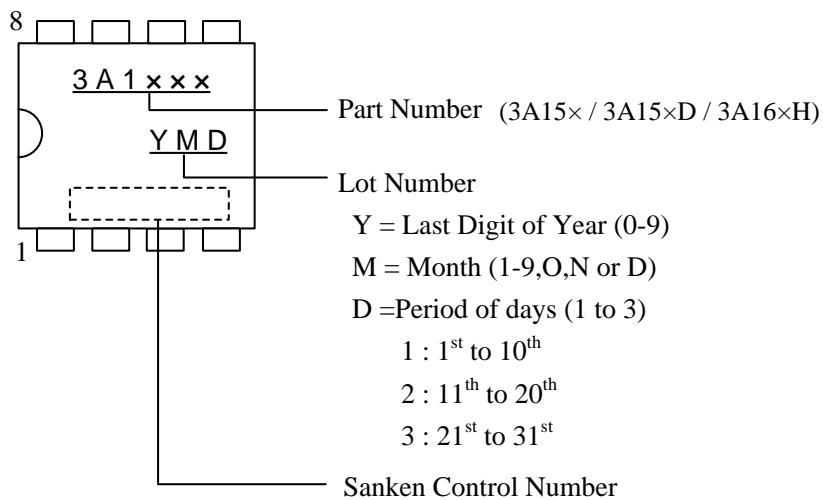 8
3 A 1 × × ×
Part Number (3A15× / 3A15×D / 3A16×H)
Y M D
Lot Number
Y = Last Digit of Year (0-9)
1
M = Month (1-9,O,N or D)
D =Period of days (1 to 3)
1 : 1st to 10th
2 : 11th to 20th
3 : 21st to 31st
Sanken Control Number